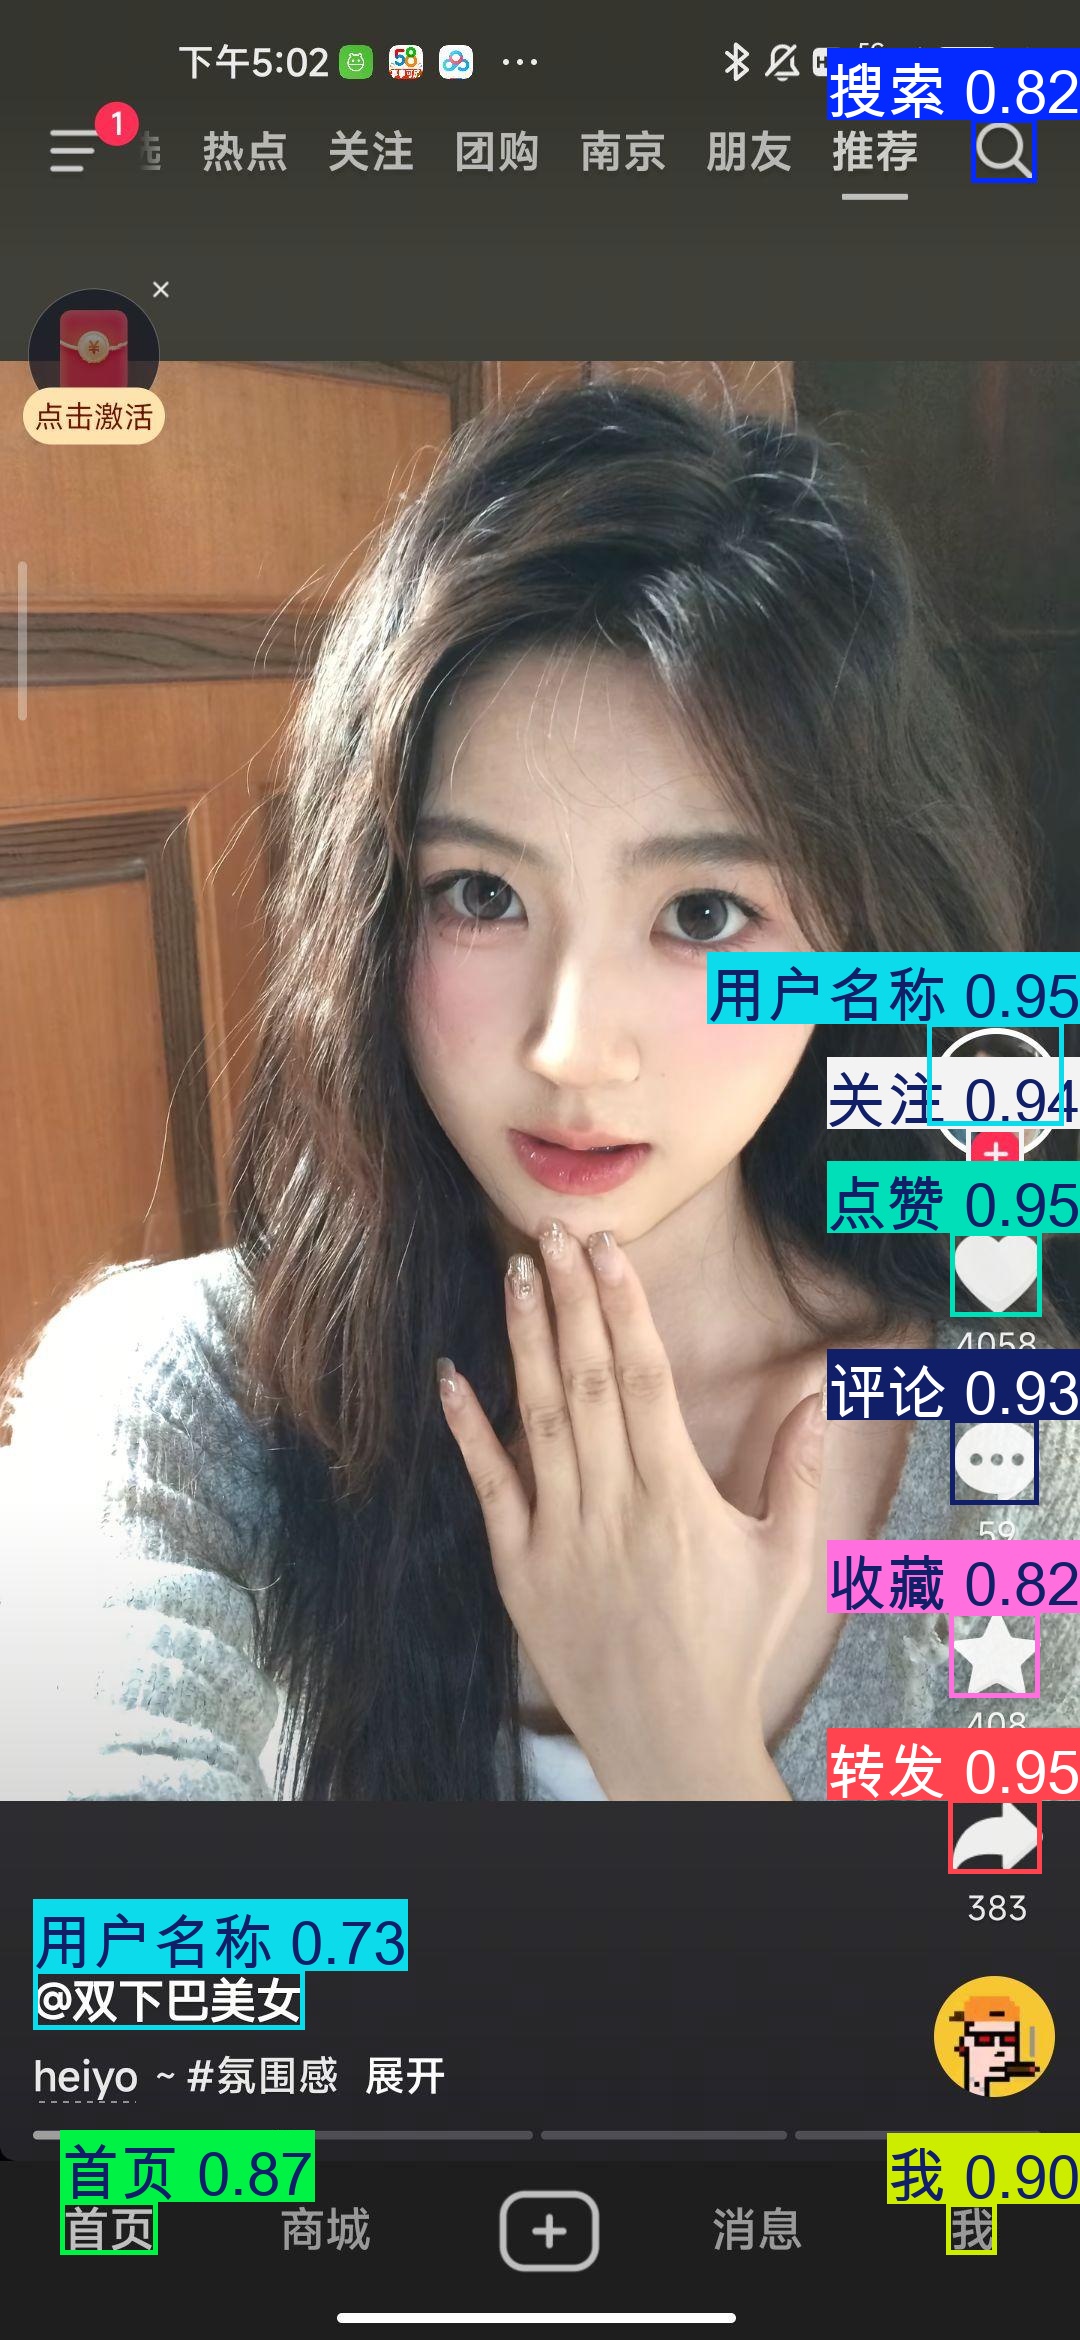 下午5:02
搜索 0.82
1
热点 关注 团购 南京 朋友 推荐
点击激活
用户名称 0.95
关注 0.94
点赞 0.95
4058
评论 0.93
59
收藏 0.82
408
转发 0.95
383
用户名称 0.73
@双下巴美女
heiyo ~ #氛围感 展开
首页 0.87
我 0.90
首页 商城 消息 我